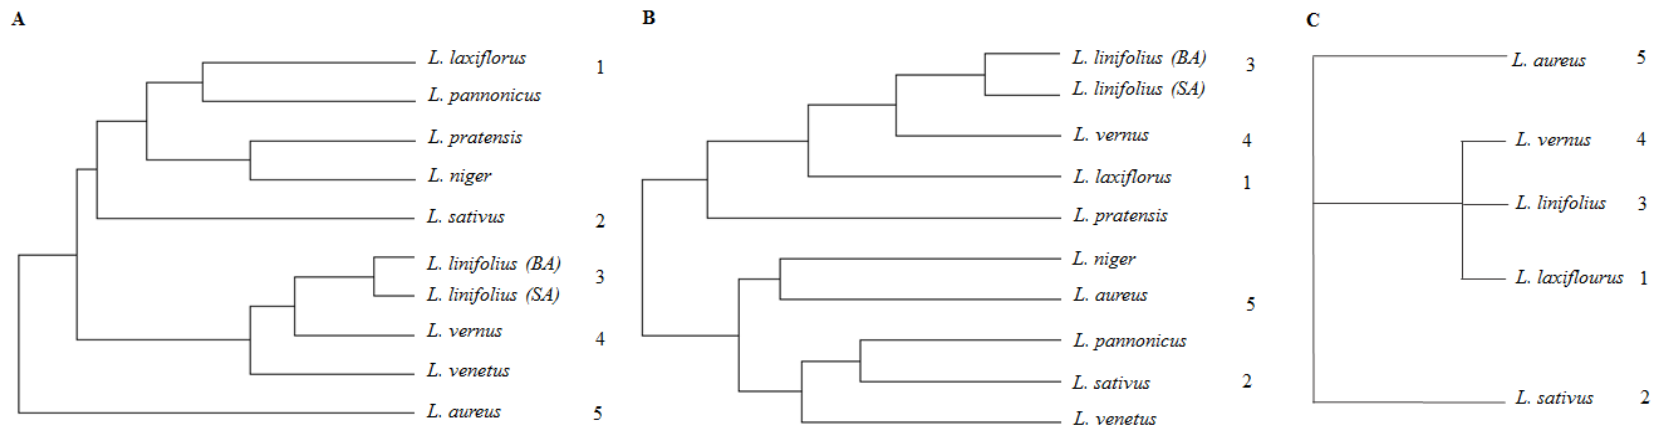 A
L. laxiflorus 1
L. pannonicus
L. pratensis
L. niger
L. sativus 2
L. linifolius (BA) 3
L. linifolius (SA)
L. vernus 4
L. venetus
L. aureus 5
B
L. linifolius (BA) 3
L. linifolius (SA)
L. vernus 4
L. laxiflorus 1
L. pratensis
L. niger
L. aureus 5
L. pannonicus
L. sativus 2
L. venetus
C
L. aureus 5
L. vernus 4
L. linifolius 3
L. laxiflourus 1
L. sativus 2